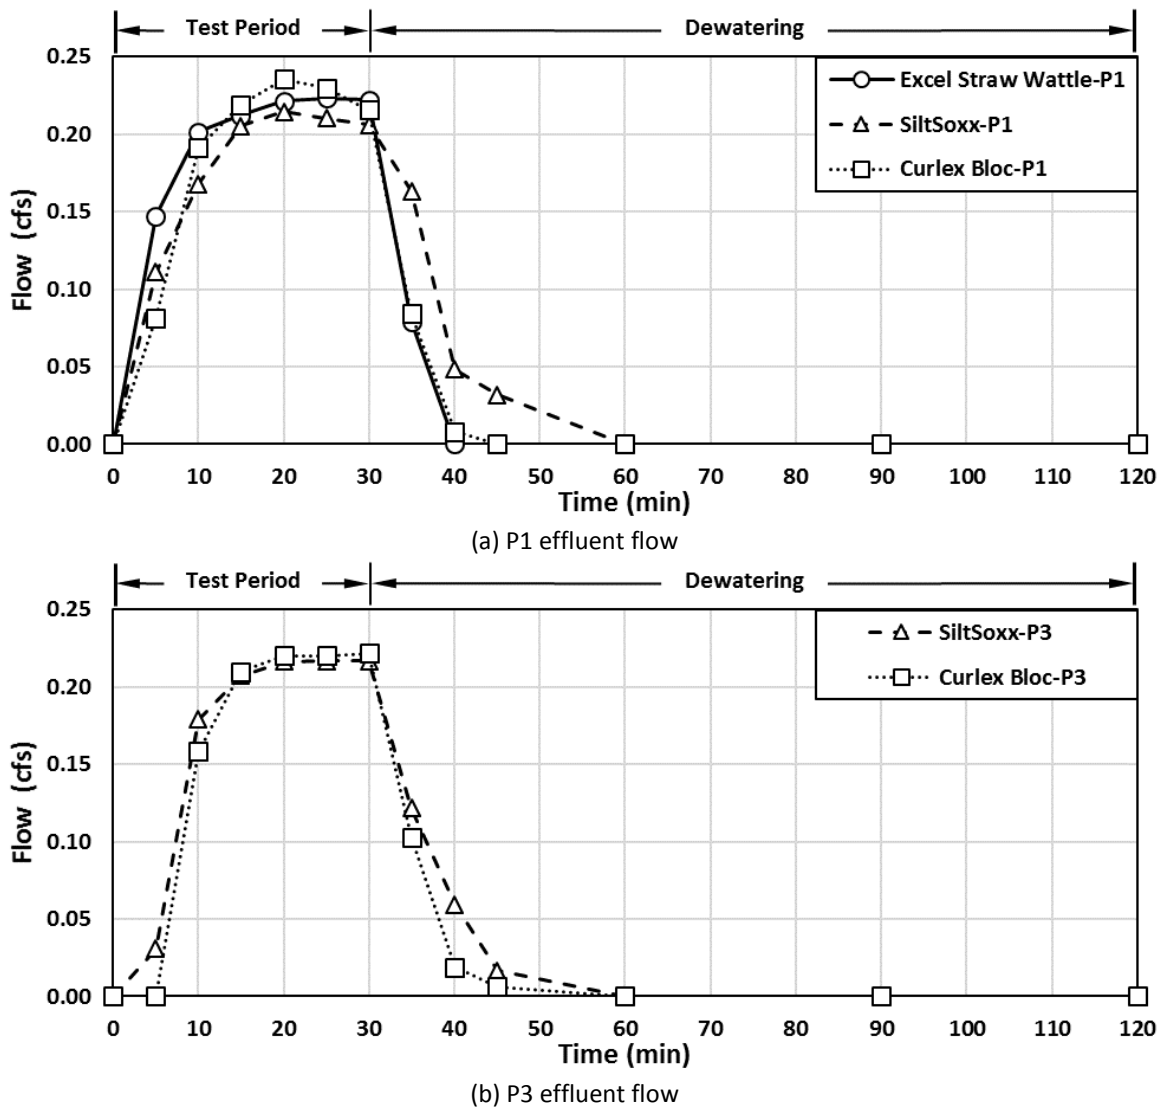 Test Period Dewatering
0.25
0.20
0.15
0.10
0.05
0.00
Flow (cfs)
Excel Straw Wattle-P1
SiltSoxx-P1
Curlex Bloc-P1
0 10 20 30 40 50 60 70 80 90 100 110 120
Time (min)
(a) P1 effluent flow
Test Period Dewatering
0.25
0.20
0.15
0.10
0.05
0.00
Flow (cfs)
SiltSoxx-P3
Curlex Bloc-P3
0 10 20 30 40 50 60 70 80 90 100 110 120
Time (min)
(b) P3 effluent flow